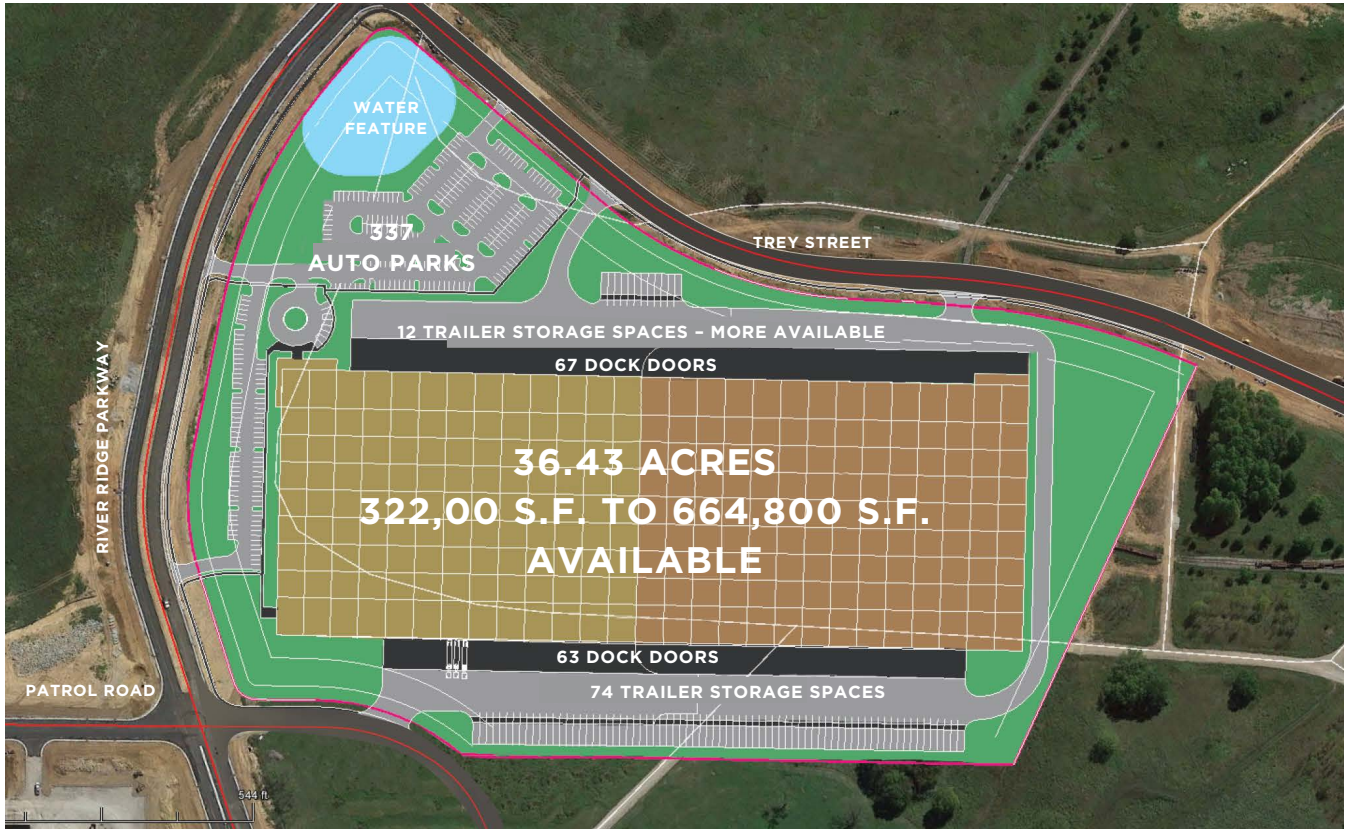 WATER
FEATURE
337
AUTO PARKS
TREY STREET
12 TRAILER STORAGE SPACES – MORE AVAILABLE
67 DOCK DOORS
RIVER RIDGE PARKWAY
36.43 ACRES
322,00 S.F. TO 664,800 S.F.
AVAILABLE
63 DOCK DOORS
PATROL ROAD
74 TRAILER STORAGE SPACES
544 ft